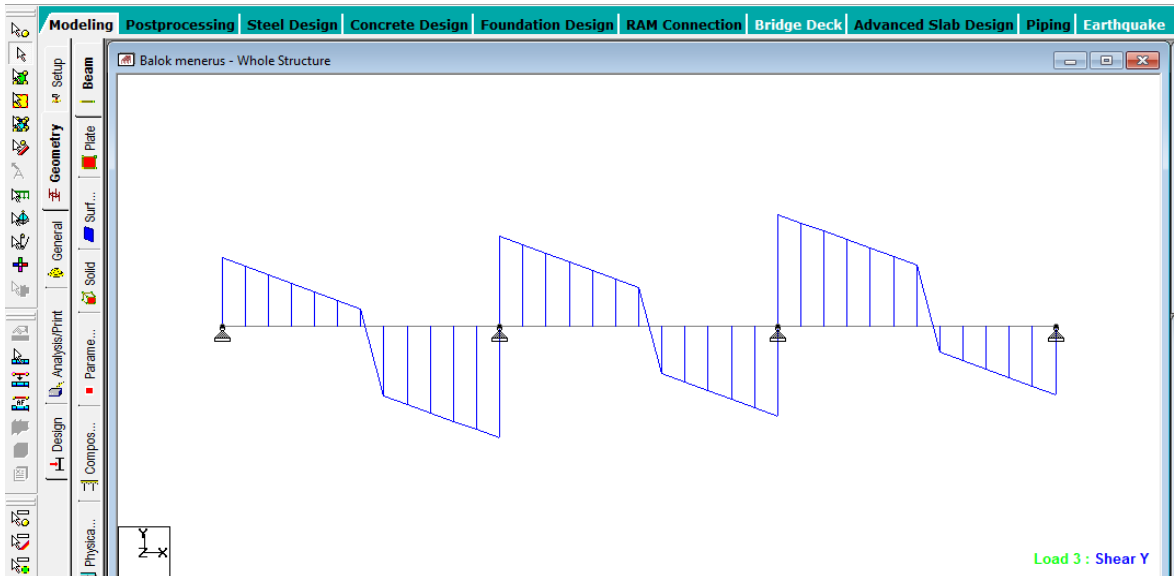 Modeling Postprocessing Steel Design Concrete Design Foundation Design RAM Connection Bridge Deck Advanced Slab Design Piping Earthquake
Balok menerus - Whole Structure
Setup
Geometry
General
Analysis/Print
Design
Beam
Plate
Surf...
Solid
Parame...
Compos...
Physica...
Y
Z X
Load 3 : Shear Y